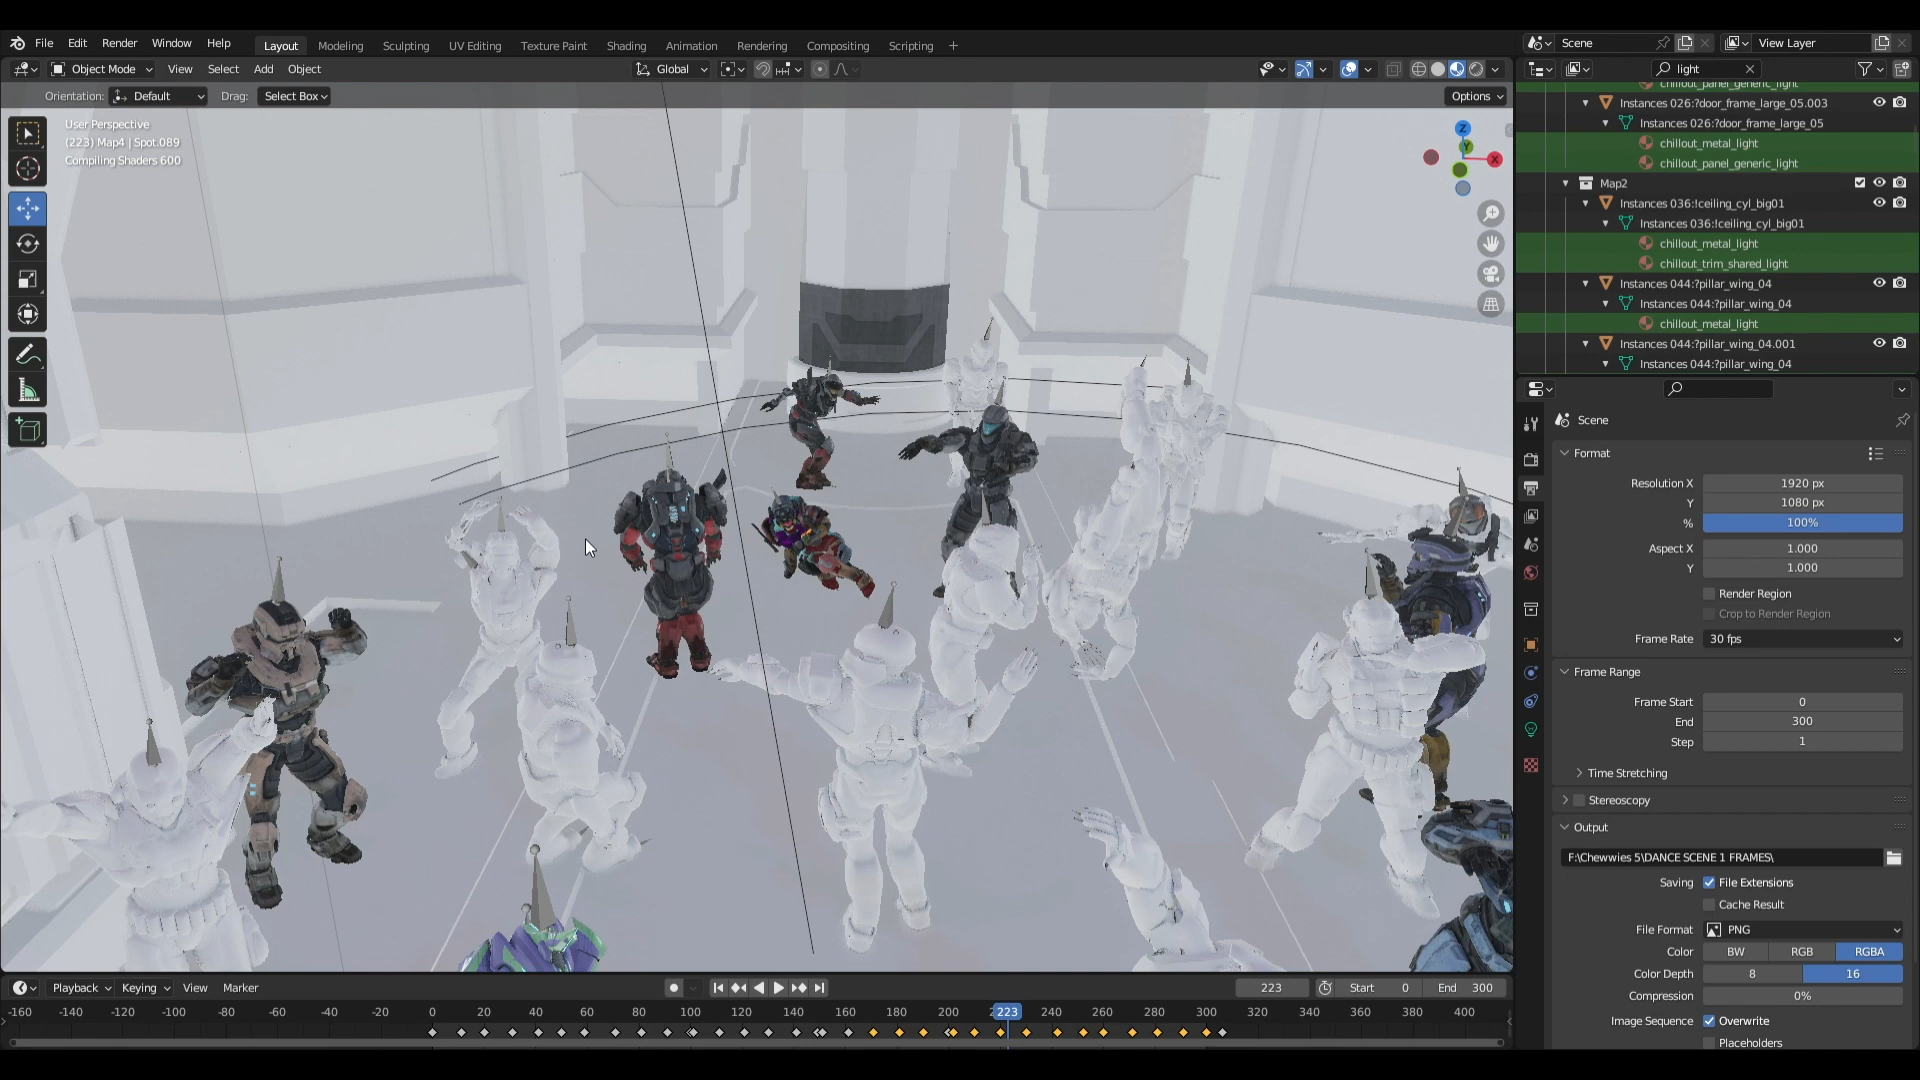 File Edit Render Window Help Layout Modeling Sculpting UV Editing Texture Paint Shading Animation Rendering Compositing Scripting + Scene View Layer
Object Mode View Select Add Object Global light
Orientation: Default Drag: Select Box Options
User Perspective
(223) Map4 | Spot.089
Compiling Shaders 600
Z
Y
X
chillout_panel_generic_light
Instances 026:?door_frame_large_05.003
Instances 026:?door_frame_large_05
chillout_metal_light
chillout_panel_generic_light
Map2
Instances 036:!ceiling_cyl_big01
Instances 036:!ceiling_cyl_big01
chillout_metal_light
chillout_trim_shared_light
Instances 044:?pillar_wing_04
Instances 044:?pillar_wing_04
chillout_metal_light
Instances 044:?pillar_wing_04.001
Instances 044:?pillar_wing_04
Scene
Format
Resolution X 1920 px
Y 1080 px
% 100%
Aspect X 1.000
Y 1.000
Render Region
Crop to Render Region
Frame Rate 30 fps
Frame Range
Frame Start 0
End 300
Step 1
Time Stretching
Stereoscopy
Output
F:\Chewwies 5\DANCE SCENE 1 FRAMES\
Saving File Extensions
Cache Result
File Format PNG
Color BW RGB RGBA
Color Depth 8 16
Compression 0%
Image Sequence Overwrite
Placeholders
Playback Keying View Marker 223 Start 0 End 300
-160 -140 -120 -100 -80 -60 -40 -20 0 20 40 60 80 100 120 140 160 180 200 223 240 260 280 300 320 340 360 380 400